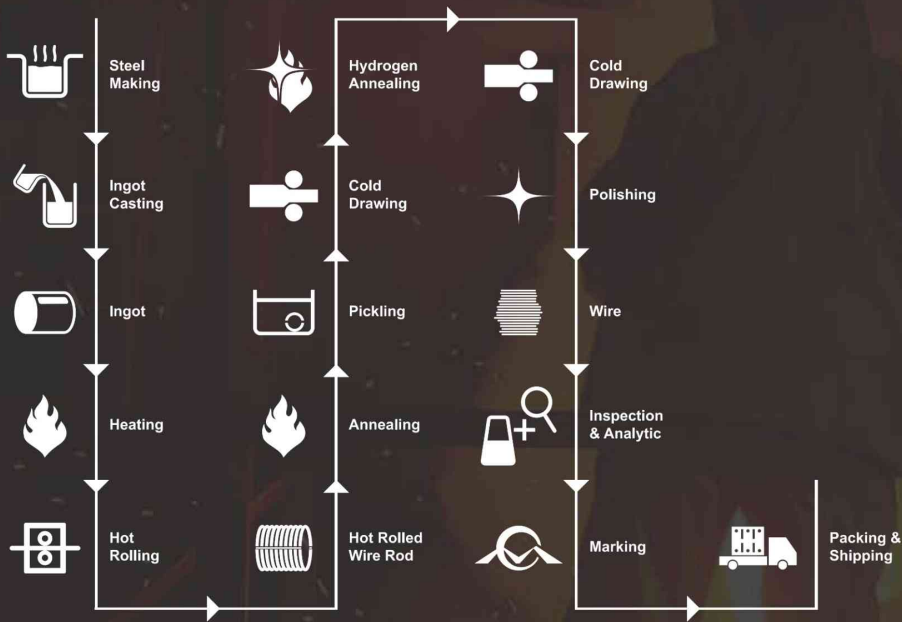 Steel
Making
Ingot
Casting
Ingot
Heating
Hot
Rolling
Hot Rolled
Wire Rod
Annealing
Pickling
Cold
Drawing
Hydrogen
Annealing
Cold
Drawing
Polishing
Wire
Inspection
& Analytic
Marking
Packing &
Shipping